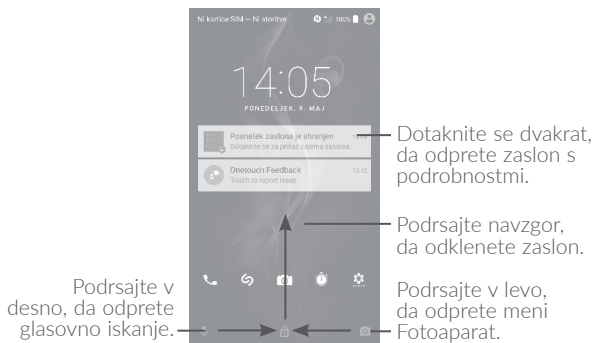 Ni kartice SIM — Ni storitve
100%
14:05
PONEDELJEK, 9. MAJ
Posnetek zaslona je shranjen
Dotaknite se za prikaz zajema zaslona.
Onetouch Feedback
13:12
Touch to report issue
Dotaknite se dvakrat,
da odprete zaslon s
podrobnostmi.
Podrsajte navzgor,
da odklenete zaslon.
Podrsajte v
desno, da odprete
glasovno iskanje.
Podrsajte v levo,
da odprete meni
Fotoaparat.